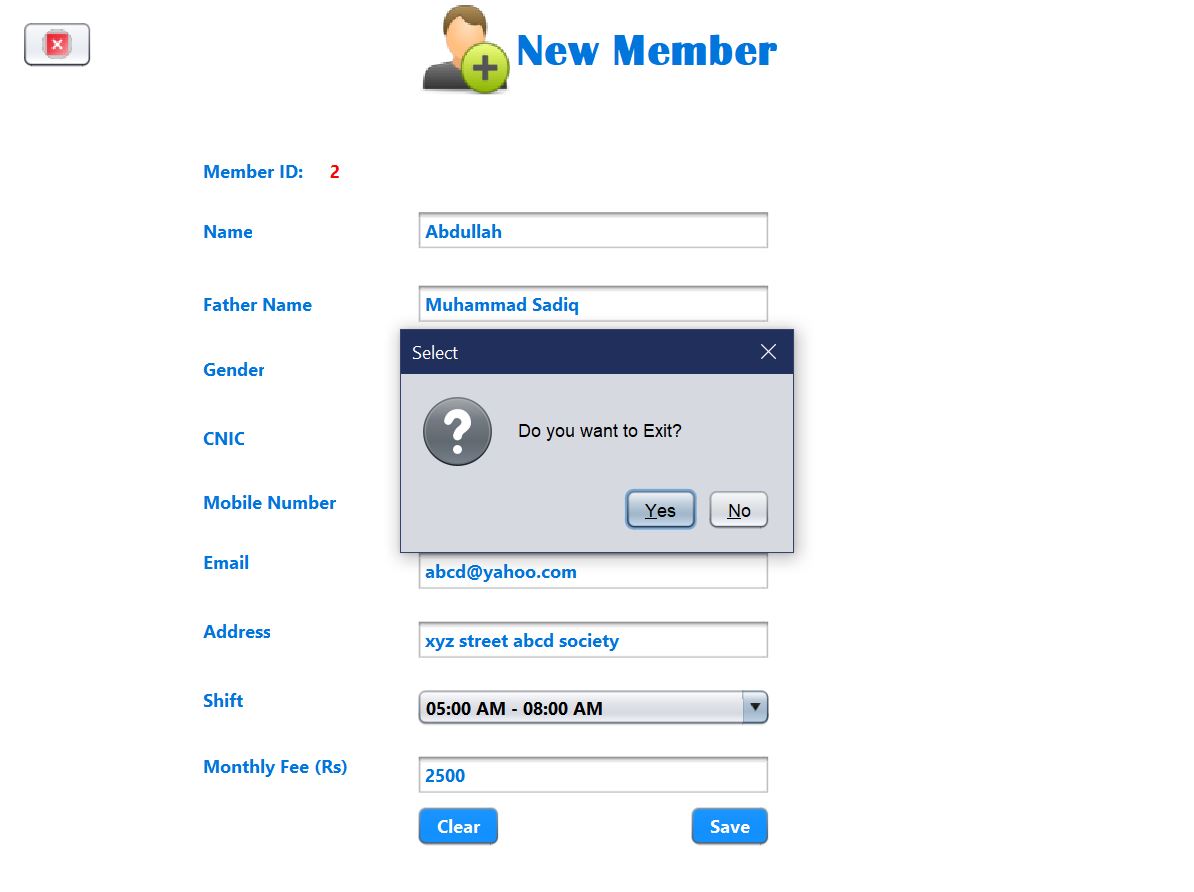 New Member
Member ID: 2
Name Abdullah
Father Name Muhammad Sadiq
Select
Gender
Do you want to Exit?
CNIC
Mobile Number
Yes No
Email abcd@yahoo.com
Address xyz street abcd society
Shift 05:00 AM - 08:00 AM
Monthly Fee (Rs) 2500
Clear Save